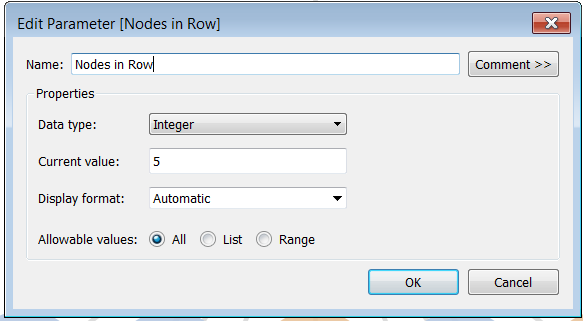 Edit Parameter [Nodes in Row]
Name: Nodes in Row Comment >>
Properties
Data type: Integer
Current value: 5
Display format: Automatic
Allowable values: All List Range
OK Cancel